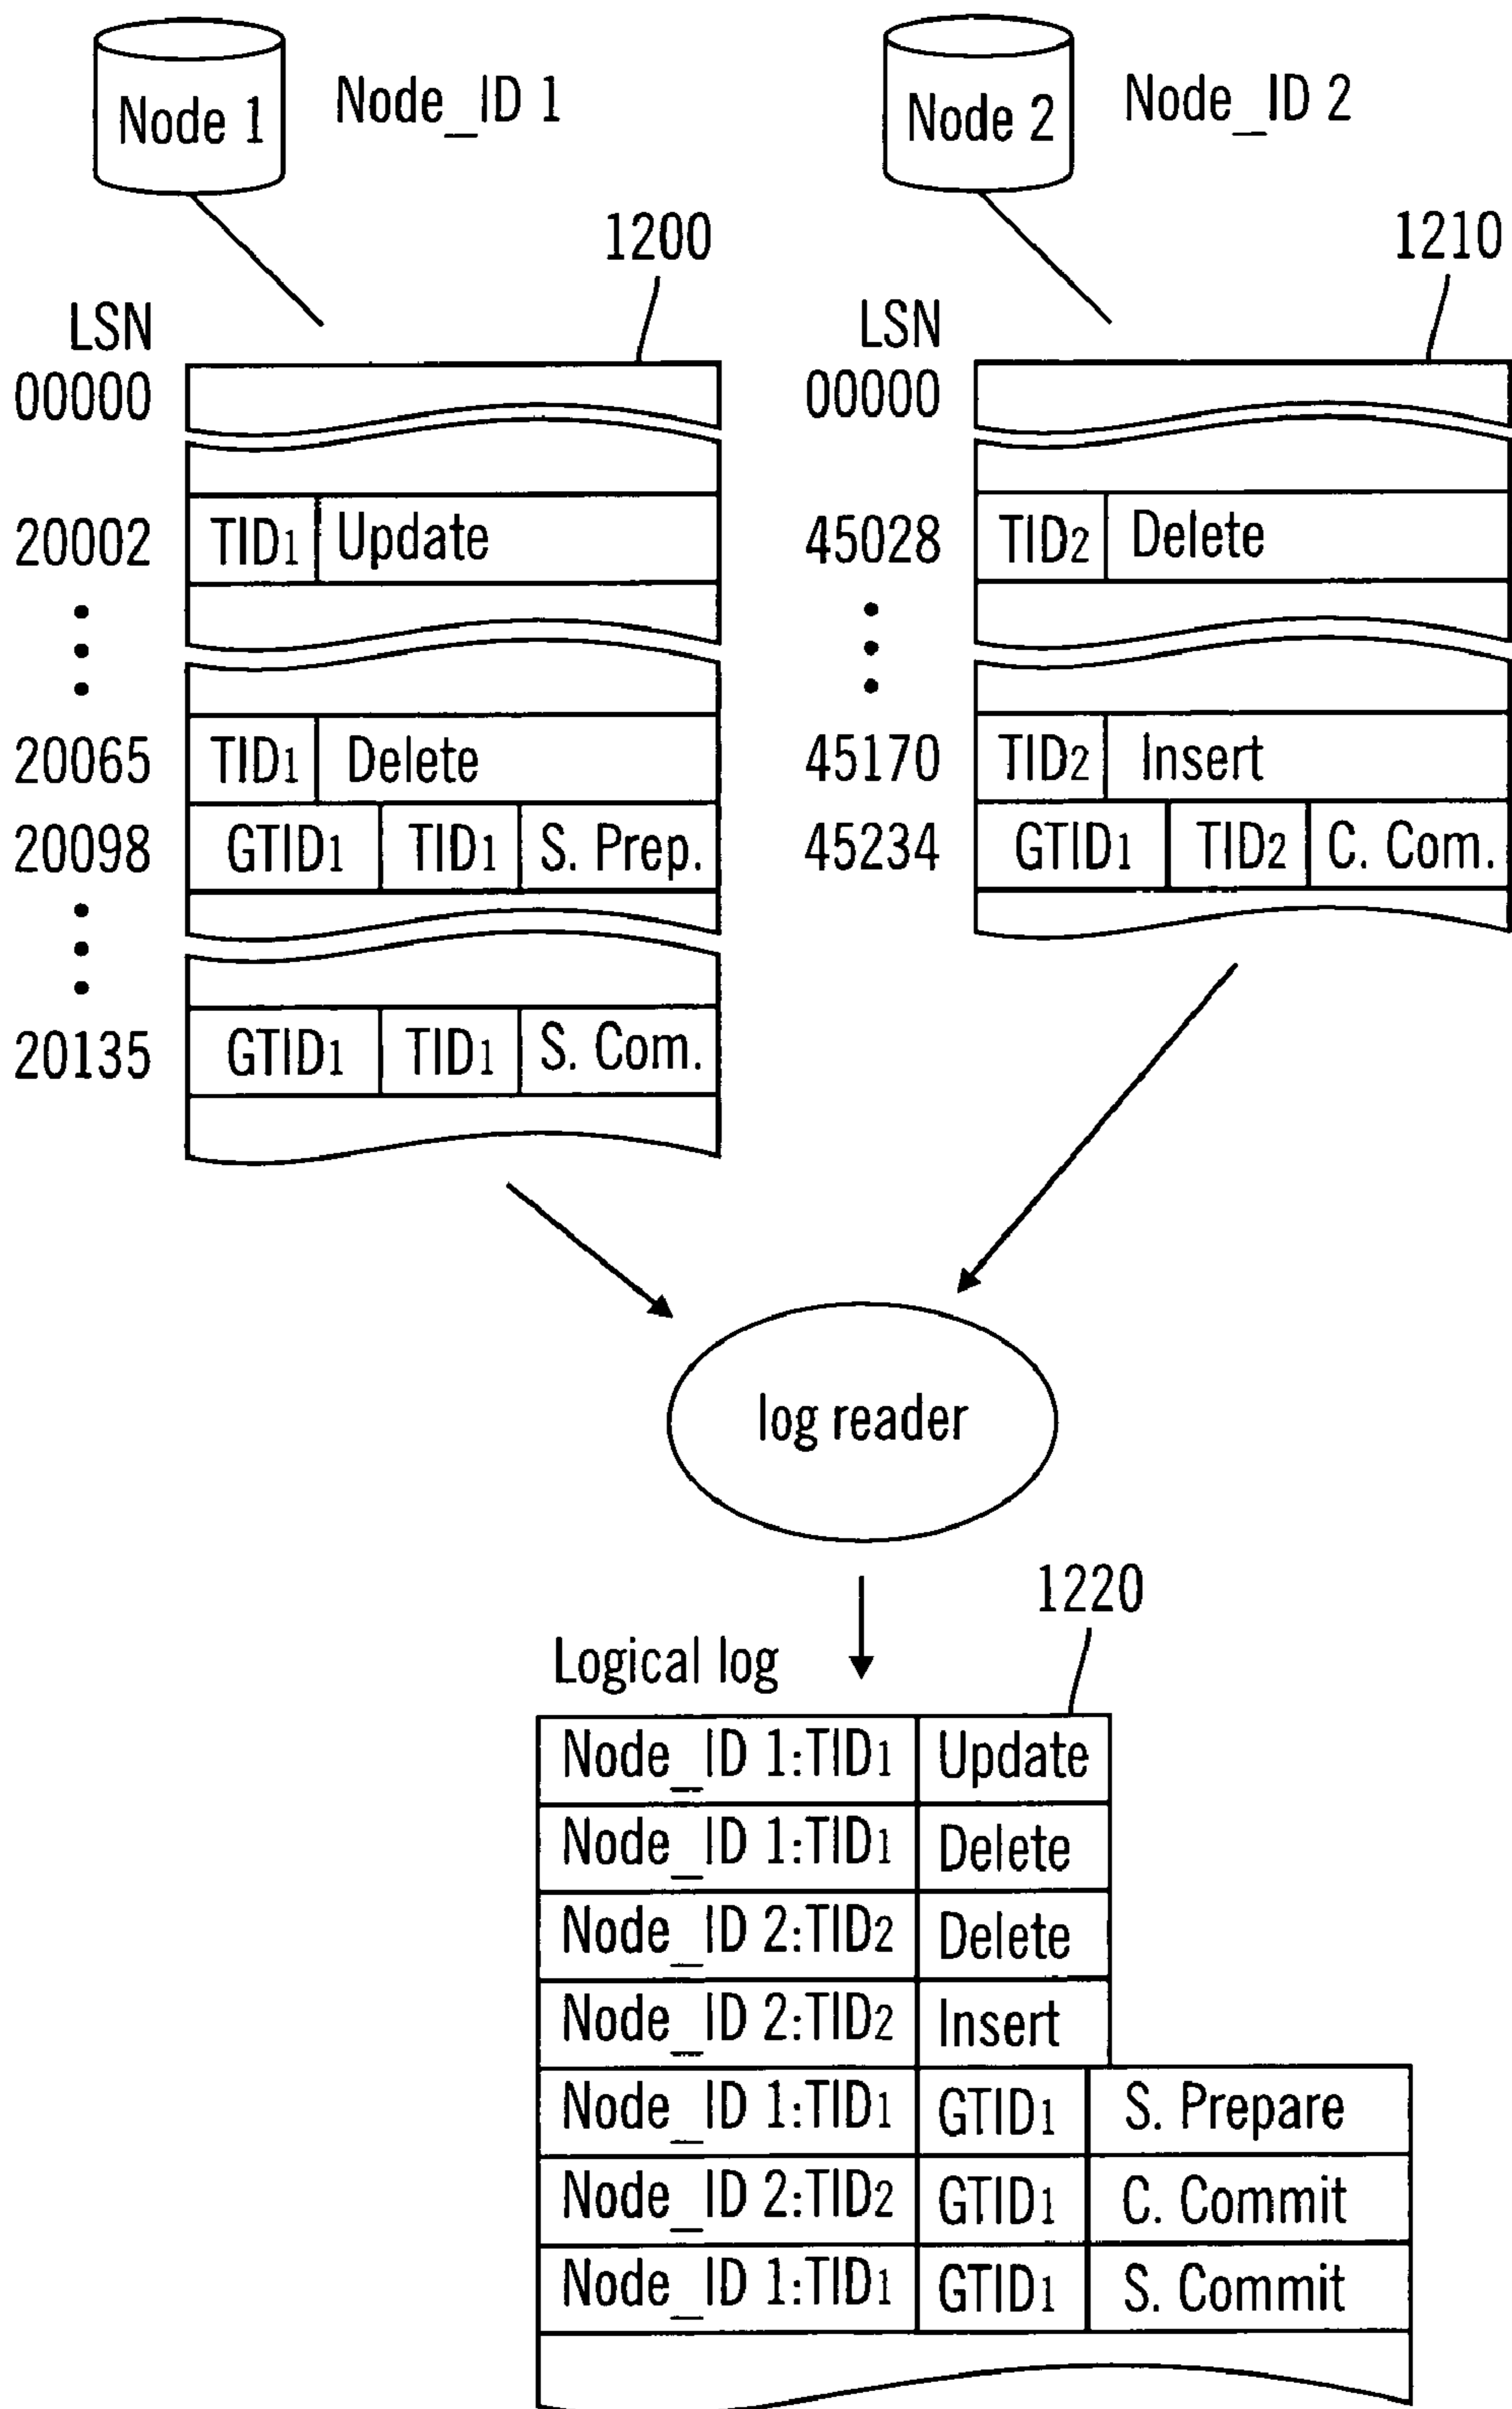 Node 1 Node_ID 1 Node 2 Node_ID 2
1200 1210
LSN LSN
00000 00000
20002 TID1 Update 45028 TID2 Delete
20065 TID1 Delete 45170 TID2 Insert
20098 GTID1 TID1 S. Prep. 45234 GTID1 TID2 C. Com.
20135 GTID1 TID1 S. Com.
log reader
1220
Logical log
Node_ID 1:TID1 Update
Node_ID 1:TID1 Delete
Node_ID 2:TID2 Delete
Node_ID 2:TID2 Insert
Node_ID 1:TID1 GTID1 S. Prepare
Node_ID 2:TID2 GTID1 C. Commit
Node_ID 1:TID1 GTID1 S. Commit